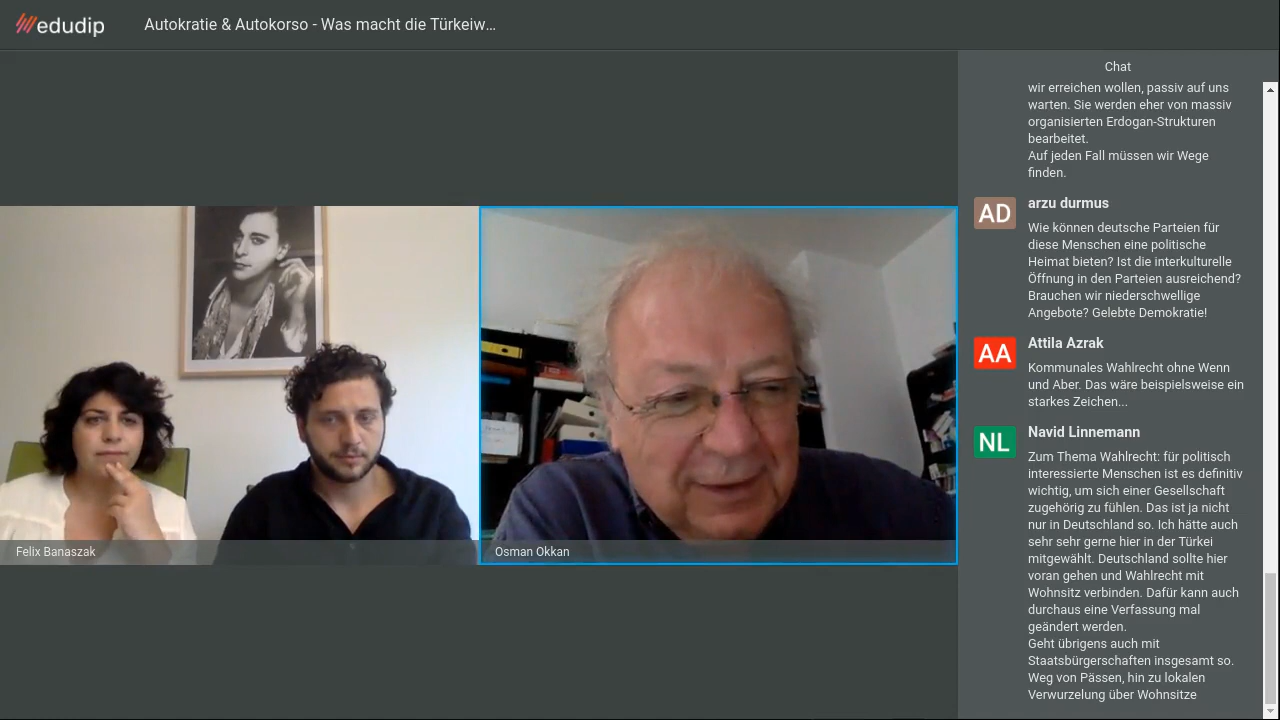 edudip
Autokratie & Autokorso - Was macht die Türkeiw…
Chat
wir erreichen wollen, passiv auf uns
warten. Sie werden eher von massiv
organisierten Erdogan-Strukturen
bearbeitet.
Auf jeden Fall müssen wir Wege
finden.
AD
arzu durmus
Wie können deutsche Parteien für
diese Menschen eine politische
Heimat bieten? Ist die interkulturelle
Öffnung in den Parteien ausreichend?
Brauchen wir niederschwellige
Angebote? Gelebte Demokratie!
AA
Attila Azrak
Kommunales Wahlrecht ohne Wenn
und Aber. Das wäre beispielsweise ein
starkes Zeichen...
NL
Navid Linnemann
Zum Thema Wahlrecht: für politisch
interessierte Menschen ist es definitiv
wichtig, um sich einer Gesellschaft
zugehörig zu fühlen. Das ist ja nicht
nur in Deutschland so. Ich hätte auch
sehr sehr gerne hier in der Türkei
mitgewählt. Deutschland sollte hier
voran gehen und Wahlrecht mit
Wohnsitz verbinden. Dafür kann auch
durchaus eine Verfassung mal
geändert werden.
Geht übrigens auch mit
Staatsbürgerschaften insgesamt so.
Weg von Pässen, hin zu lokalen
Verwurzelung über Wohnsitze
Felix Banaszak
Osman Okkan